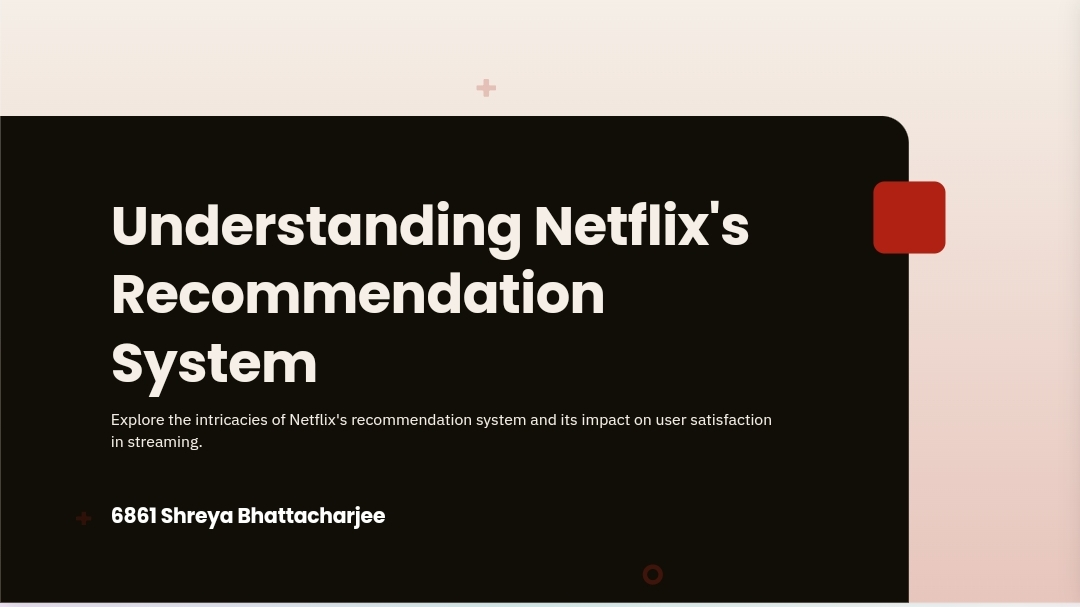 Understanding Netflix's
Recommendation
System
Explore the intricacies of Netflix's recommendation system and its impact on user satisfaction
in streaming.
6861 Shreya Bhattacharjee